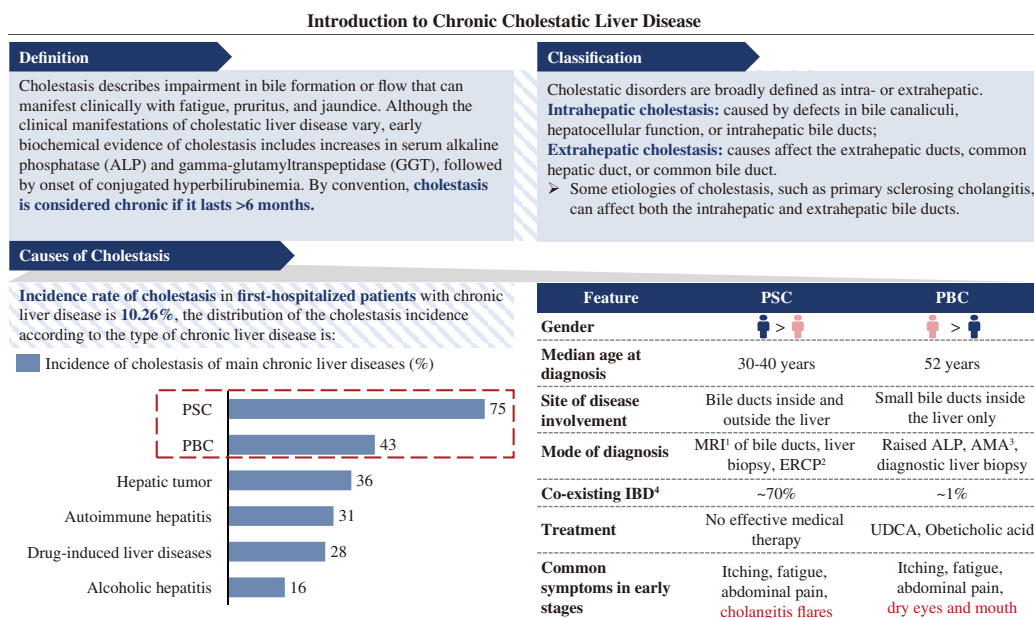 Introduction to Chronic Cholestatic Liver Disease
Definition
Cholestasis describes impairment in bile formation or flow that can
manifest clinically with fatigue, pruritus, and jaundice. Although the
clinical manifestations of cholestatic liver disease vary, early
biochemical evidence of cholestasis includes increases in serum alkaline
phosphatase (ALP) and gamma-glutamyltranspeptidase (GGT), followed
by onset of conjugated hyperbilirubinemia. By convention, cholestasis
is considered chronic if it lasts >6 months.
Classification
Cholestatic disorders are broadly defined as intra- or extrahepatic.
Intrahepatic cholestasis: caused by defects in bile canaliculi,
hepatocellular function, or intrahepatic bile ducts;
Extrahepatic cholestasis: causes affect the extrahepatic ducts, common
hepatic duct, or common bile duct.
➢ Some etiologies of cholestasis, such as primary sclerosing cholangitis,
can affect both the intrahepatic and extrahepatic bile ducts.
Causes of Cholestasis
Incidence rate of cholestasis in first-hospitalized patients with chronic
liver disease is 10.26%, the distribution of the cholestasis incidence
according to the type of chronic liver disease is:
Incidence of cholestasis of main chronic liver diseases (%)
PSC 75
PBC 43
Hepatic tumor 36
Autoimmune hepatitis 31
Drug-induced liver diseases 28
Alcoholic hepatitis 16
Feature PSC PBC
Gender > >
Median age at
diagnosis
30-40 years 52 years
Site of disease
involvement
Bile ducts inside and
outside the liver
Small bile ducts inside
the liver only
Mode of diagnosis
MRI¹ of bile ducts, liver
biopsy, ERCP²
Raised ALP, AMA³,
diagnostic liver biopsy
Co-existing IBD⁴ ~70% ~1%
Treatment
No effective medical
therapy
UDCA, Obeticholic acid
Common
symptoms in early
stages
Itching, fatigue,
abdominal pain,
cholangitis flares
Itching, fatigue,
abdominal pain,
dry eyes and mouth